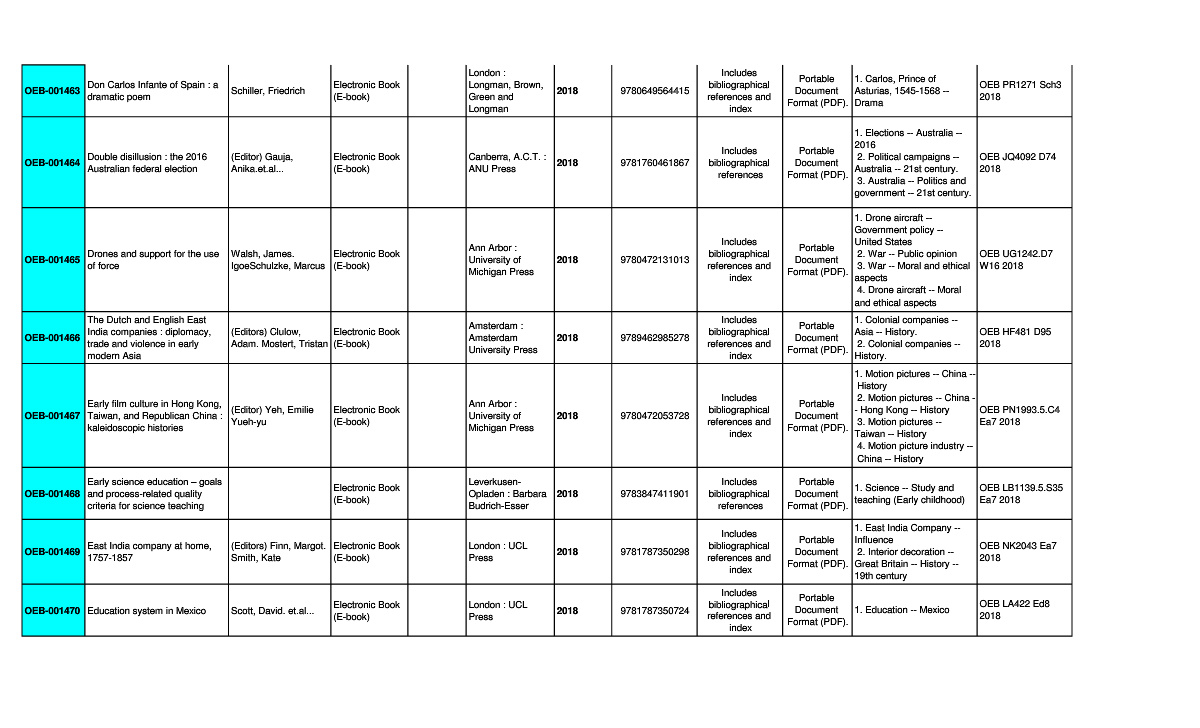 OEB-001463
Don Carlos Infante of Spain : a
dramatic poem
Schiller, Friedrich
Electronic Book
(E-book)
London :
Longman, Brown,
Green and
Longman
2018
9780649564415
Includes
bibliographical
references and
index
Portable
Document
Format (PDF).
1. Carlos, Prince of
Asturias, 1545-1568 --
Drama
OEB PR1271 Sch3
2018
OEB-001464
Double disillusion : the 2016
Australian federal election
(Editor) Gauja,
Anika.et.al...
Electronic Book
(E-book)
Canberra, A.C.T. :
ANU Press
2018
9781760461867
Includes
bibliographical
references
Portable
Document
Format (PDF).
1. Elections -- Australia --
2016
2. Political campaigns --
Australia -- 21st century.
3. Australia -- Politics and
government -- 21st century.
OEB JQ4092 D74
2018
OEB-001465
Drones and support for the use
of force
Walsh, James.
IgoeSchulzke, Marcus
Electronic Book
(E-book)
Ann Arbor :
University of
Michigan Press
2018
9780472131013
Includes
bibliographical
references and
index
Portable
Document
Format (PDF).
1. Drone aircraft --
Government policy --
United States
2. War -- Public opinion
3. War -- Moral and ethical
aspects
4. Drone aircraft -- Moral
and ethical aspects
OEB UG1242.D7
W16 2018
OEB-001466
The Dutch and English East
India companies : diplomacy,
trade and violence in early
modern Asia
(Editors) Clulow,
Adam. Mostert, Tristan
Electronic Book
(E-book)
Amsterdam :
Amsterdam
University Press
2018
9789462985278
Includes
bibliographical
references and
index
Portable
Document
Format (PDF).
1. Colonial companies --
Asia -- History.
2. Colonial companies --
History.
OEB HF481 D95
2018
OEB-001467
Early film culture in Hong Kong,
Taiwan, and Republican China :
kaleidoscopic histories
(Editor) Yeh, Emilie
Yueh-yu
Electronic Book
(E-book)
Ann Arbor :
University of
Michigan Press
2018
9780472053728
Includes
bibliographical
references and
index
Portable
Document
Format (PDF).
1. Motion pictures -- China --
History
2. Motion pictures -- China -
- Hong Kong -- History
3. Motion pictures --
Taiwan -- History
4. Motion picture industry --
China -- History
OEB PN1993.5.C4
Ea7 2018
OEB-001468
Early science education – goals
and process-related quality
criteria for science teaching
Electronic Book
(E-book)
Leverkusen-
Opladen : Barbara
Budrich-Esser
2018
9783847411901
Includes
bibliographical
references
Portable
Document
Format (PDF).
1. Science -- Study and
teaching (Early childhood)
OEB LB1139.5.S35
Ea7 2018
OEB-001469
East India company at home,
1757-1857
(Editors) Finn, Margot.
Smith, Kate
Electronic Book
(E-book)
London : UCL
Press
2018
9781787350298
Includes
bibliographical
references and
index
Portable
Document
Format (PDF).
1. East India Company --
Influence
2. Interior decoration --
Great Britain -- History --
19th century
OEB NK2043 Ea7
2018
OEB-001470
Education system in Mexico
Scott, David. et.al...
Electronic Book
(E-book)
London : UCL
Press
2018
9781787350724
Includes
bibliographical
references and
index
Portable
Document
Format (PDF).
1. Education -- Mexico
OEB LA422 Ed8
2018